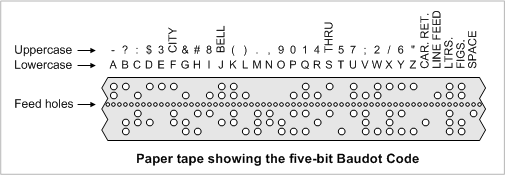 Uppercase → - ? : $ 3 CITY & # 8 BELL ( ) . , 9 0 1 4 THRU 5 7 ; 2 / 6 " CAR. RET. LINE FEED LTRS. FIGS. SPACE
Lowercase → A B C D E F G H I J K L M N O P Q R S T U V W X Y Z
Feed holes →
Paper tape showing the five-bit Baudot Code